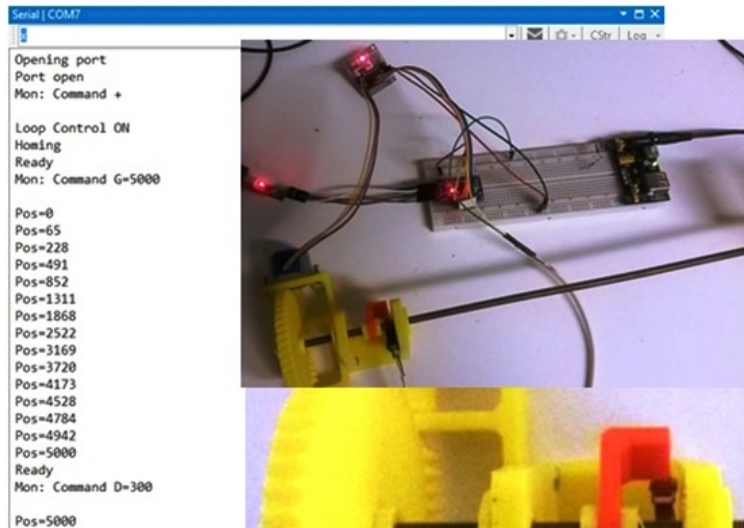 Serial | COM7
CStr Log
Opening port
Port open
Mon: Command +
Loop Control ON
Homing
Ready
Mon: Command G=5000
Pos=0
Pos=65
Pos=228
Pos=491
Pos=852
Pos=1311
Pos=1868
Pos=2522
Pos=3169
Pos=3720
Pos=4173
Pos=4528
Pos=4784
Pos=4942
Pos=5000
Ready
Mon: Command D=300
Pos=5000